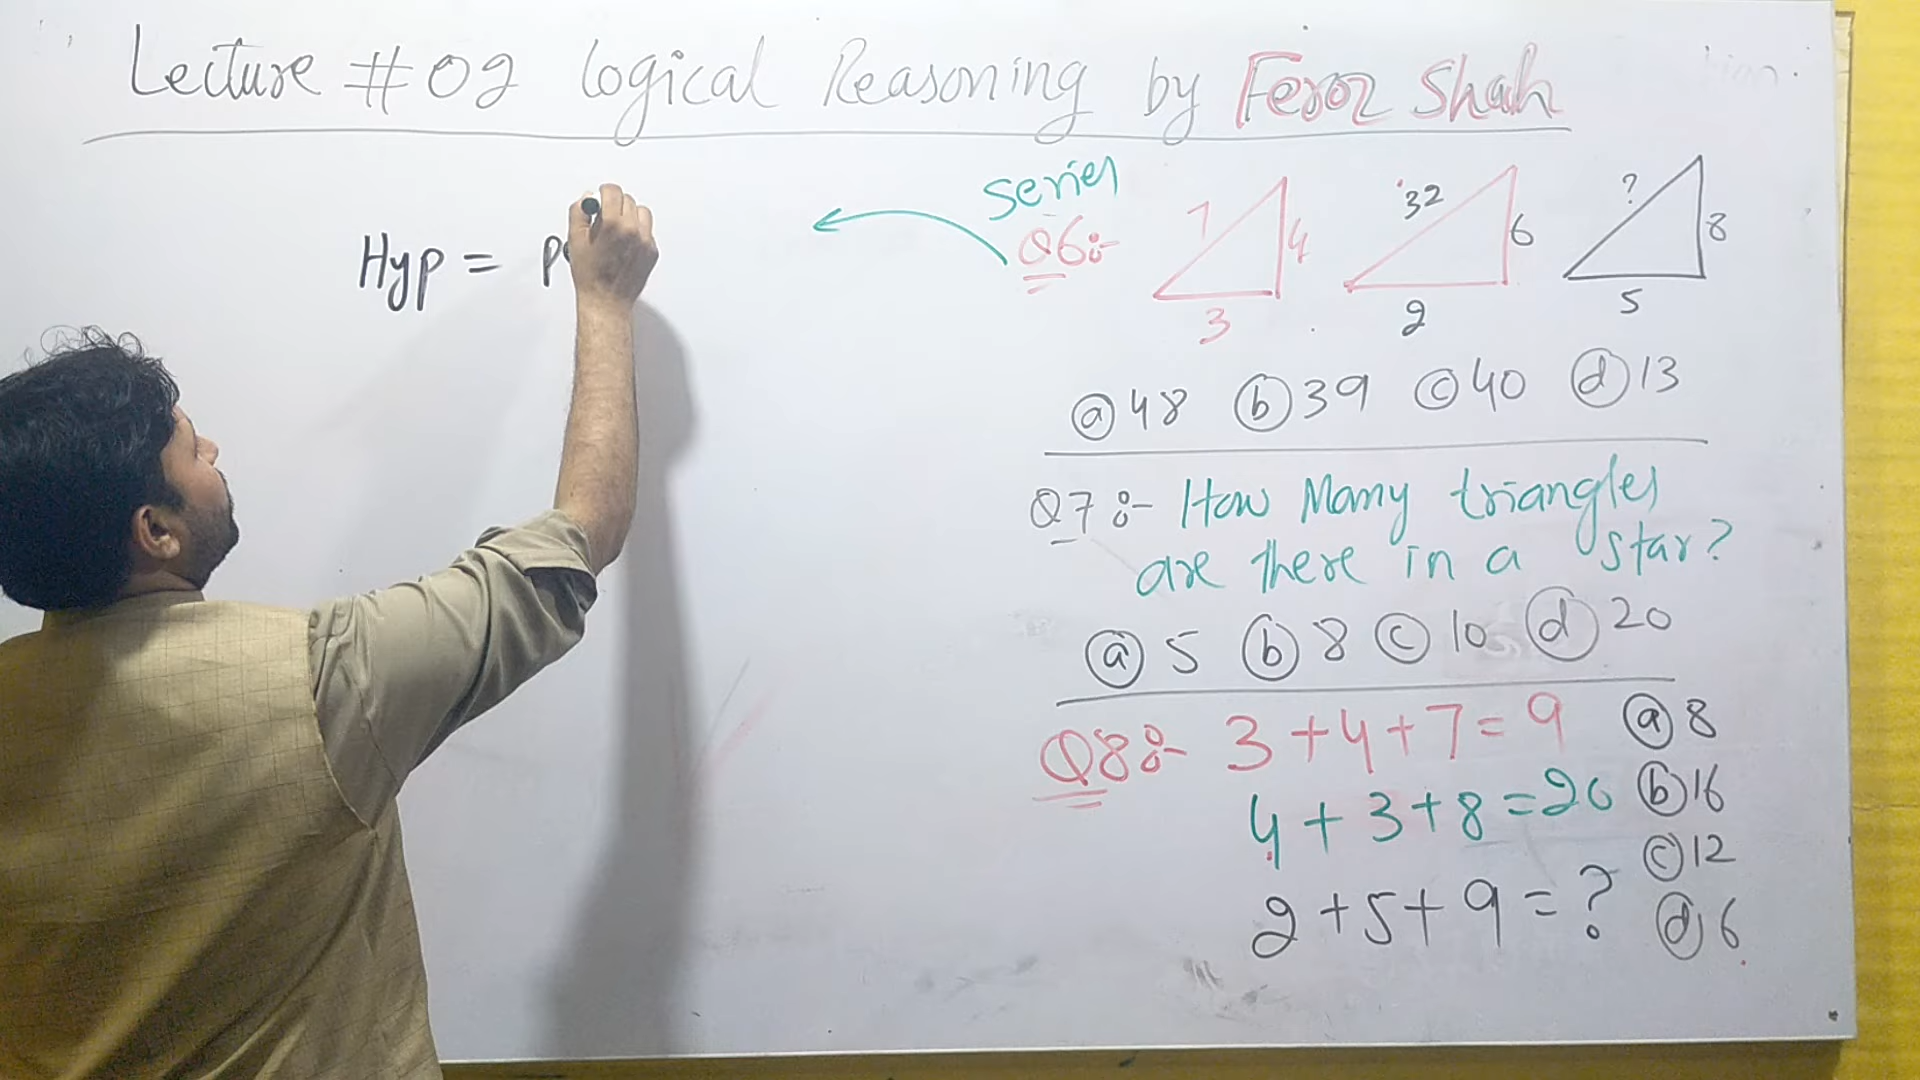 Lecture #02 Logical Reasoning by Feroz Shah
Hyp =
Series
Q6:-
7 4 3
32 6 2
? 8 5
(a) 48 (b) 39 (c) 40 (d) 13
Q7:- How Many triangles
are there in a star?
(a) 5 (b) 8 (c) 10 (d) 20
Q8:- 3+4+7=9 (a) 8
4+3+8=20 (b) 16
(c) 12
2+5+9=? (d) 6